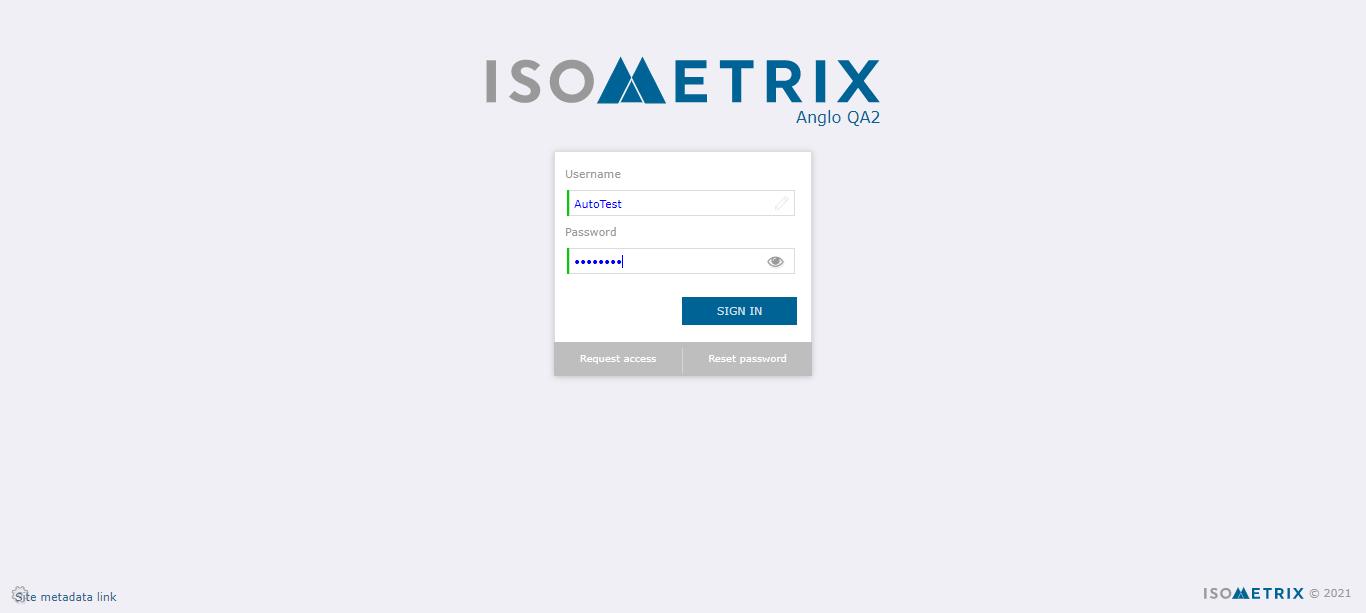 ISOMETRIX
Anglo QA2
Username
AutoTest
Password
••••••••
SIGN IN
Request access
Reset password
Site metadata link
ISOMETRIX © 2021